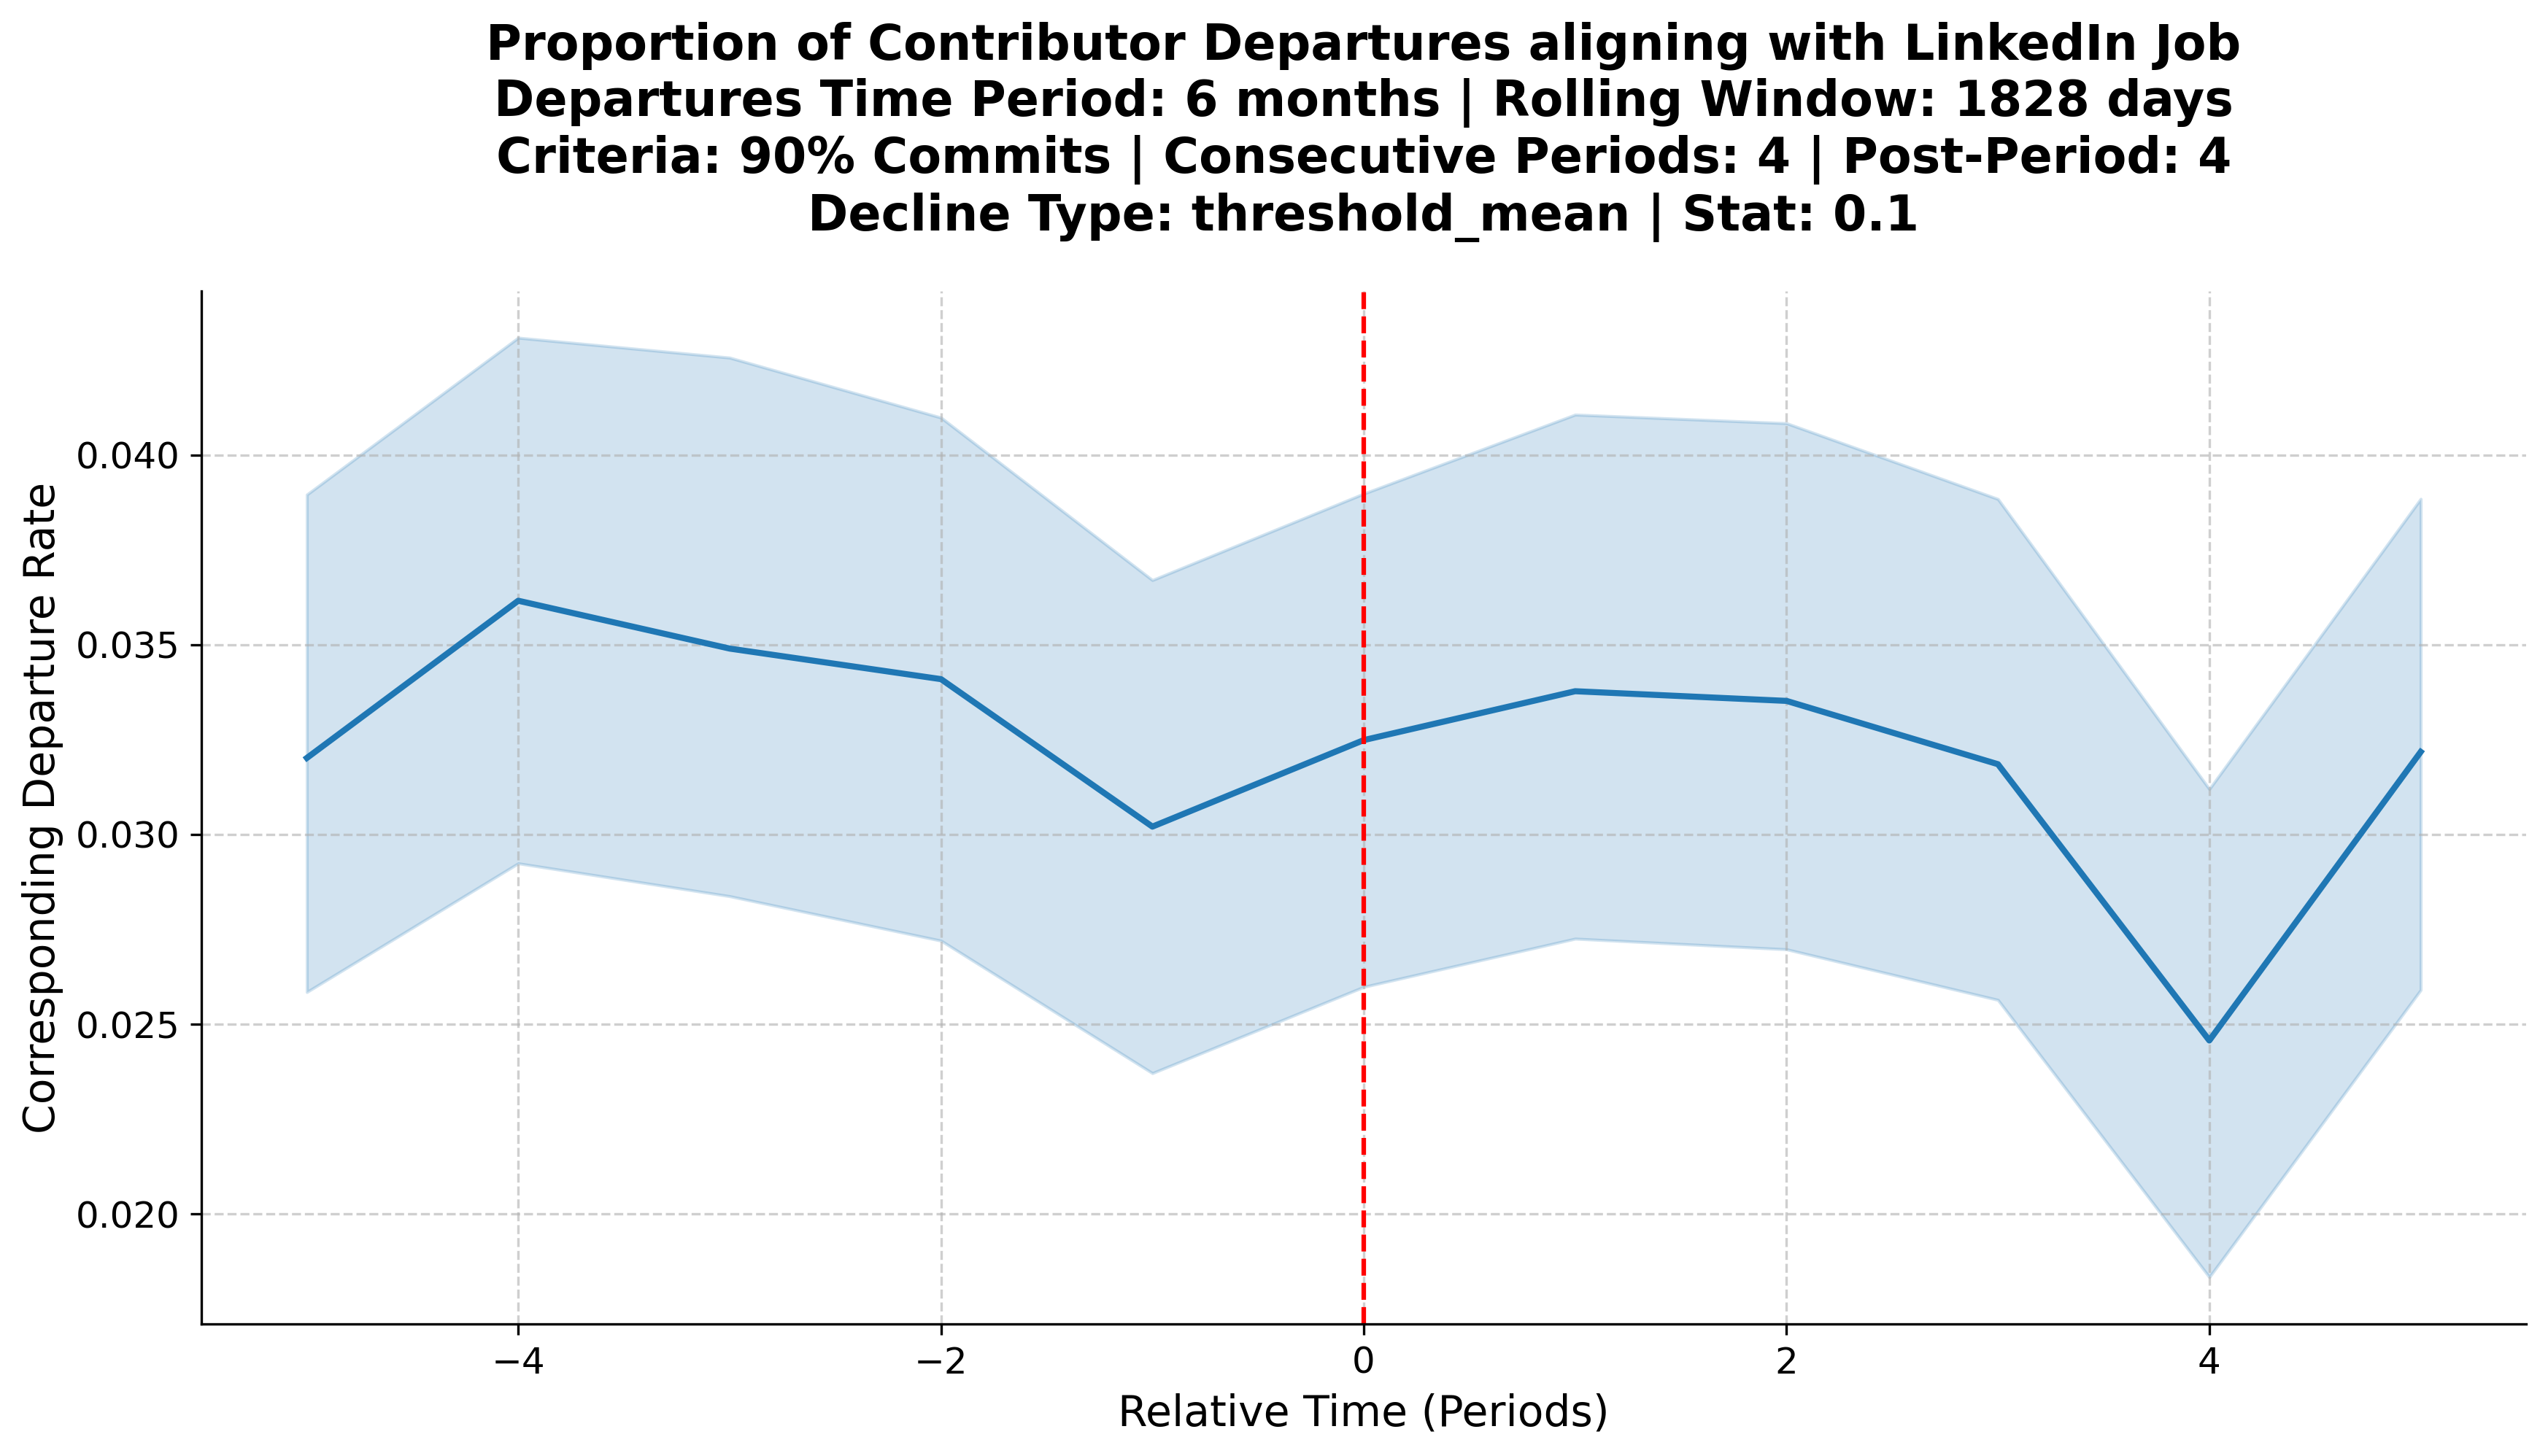 Proportion of Contributor Departures aligning with LinkedIn Job
Departures Time Period: 6 months | Rolling Window: 1828 days
Criteria: 90% Commits | Consecutive Periods: 4 | Post-Period: 4
Decline Type: threshold_mean | Stat: 0.1
Corresponding Departure Rate
0.040
0.035
0.030
0.025
0.020
−4
−2
0
2
4
Relative Time (Periods)